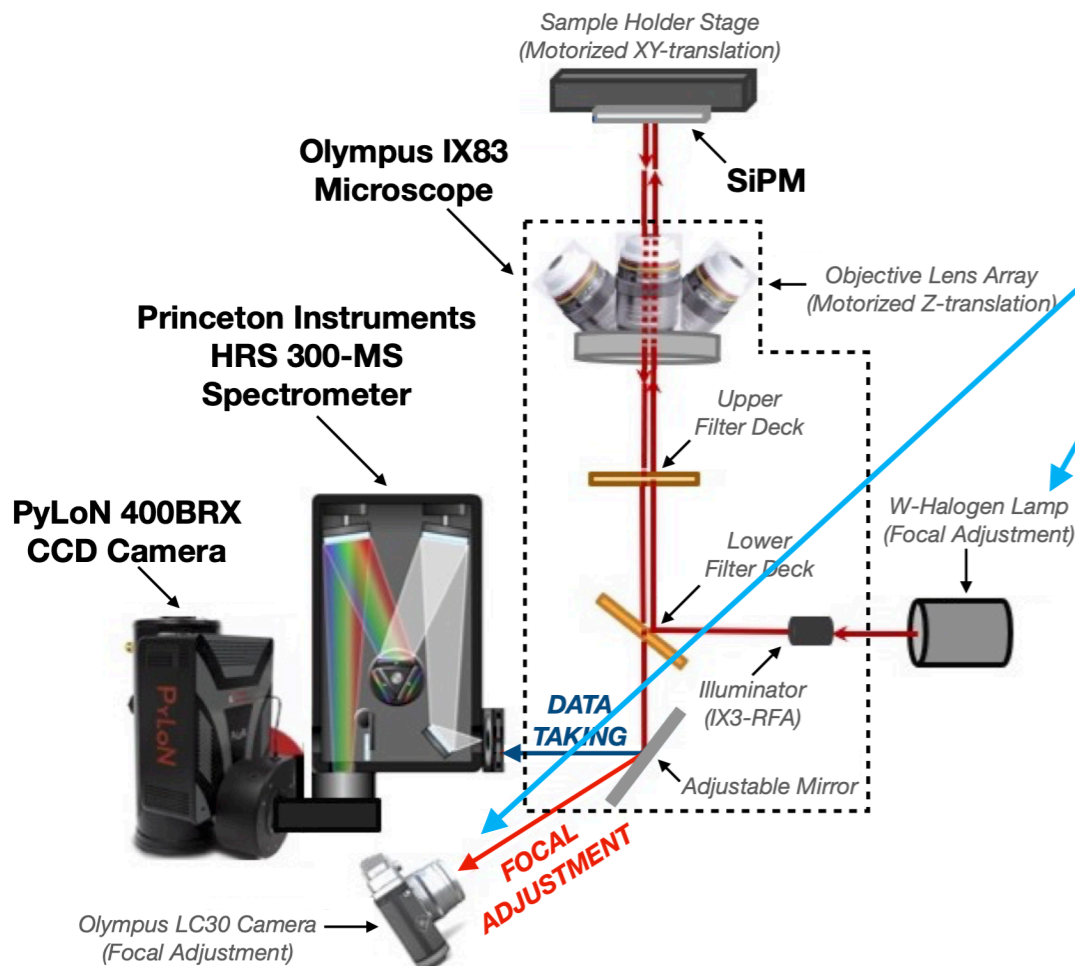 Sample Holder Stage
(Motorized XY-translation)
Olympus IX83
Microscope
SiPM
Objective Lens Array
(Motorized Z-translation)
Princeton Instruments
HRS 300-MS
Spectrometer
Upper
Filter Deck
PyLoN 400BRX
CCD Camera
W-Halogen Lamp
(Focal Adjustment)
Lower
Filter Deck
PyLoN
Illuminator
(IX3-RFA)
DATA
TAKING
Adjustable Mirror
FOCAL
ADJUSTMENT
Olympus LC30 Camera
(Focal Adjustment)